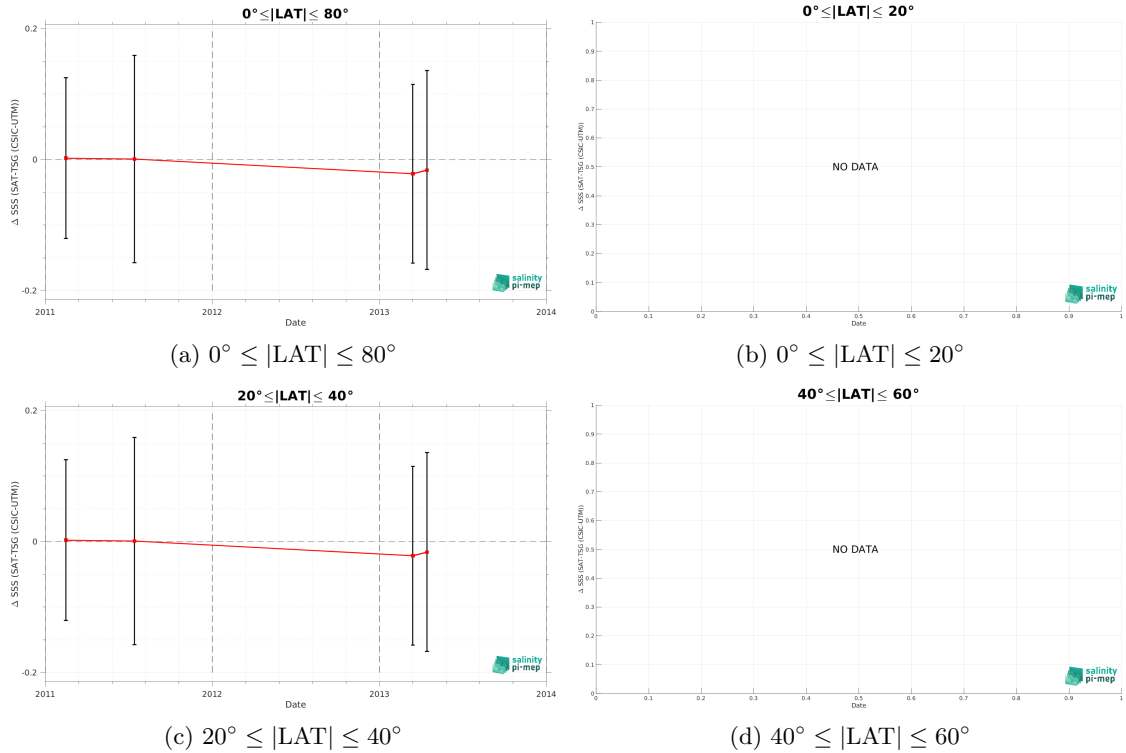 0°≤|LAT|≤ 80°
Δ SSS (SAT-TSG (CSIC-UTM))
0.2
0
-0.2
2011 2012 2013 2014
Date
salinity
pi-mep
(a) 0° ≤ |LAT| ≤ 80°
0°≤|LAT|≤ 20°
Δ SSS (SAT-TSG (CSIC-UTM))
1
0.9
0.8
0.7
0.6
0.5
0.4
0.3
0.2
0.1
0
NO DATA
0 0.1 0.2 0.3 0.4 0.5 0.6 0.7 0.8 0.9 1
Date
salinity
pi-mep
(b) 0° ≤ |LAT| ≤ 20°
20°≤|LAT|≤ 40°
Δ SSS (SAT-TSG (CSIC-UTM))
0.2
0
-0.2
2011 2012 2013 2014
Date
salinity
pi-mep
(c) 20° ≤ |LAT| ≤ 40°
40°≤|LAT|≤ 60°
Δ SSS (SAT-TSG (CSIC-UTM))
1
0.9
0.8
0.7
0.6
0.5
0.4
0.3
0.2
0.1
0
NO DATA
0 0.1 0.2 0.3 0.4 0.5 0.6 0.7 0.8 0.9 1
Date
salinity
pi-mep
(d) 40° ≤ |LAT| ≤ 60°